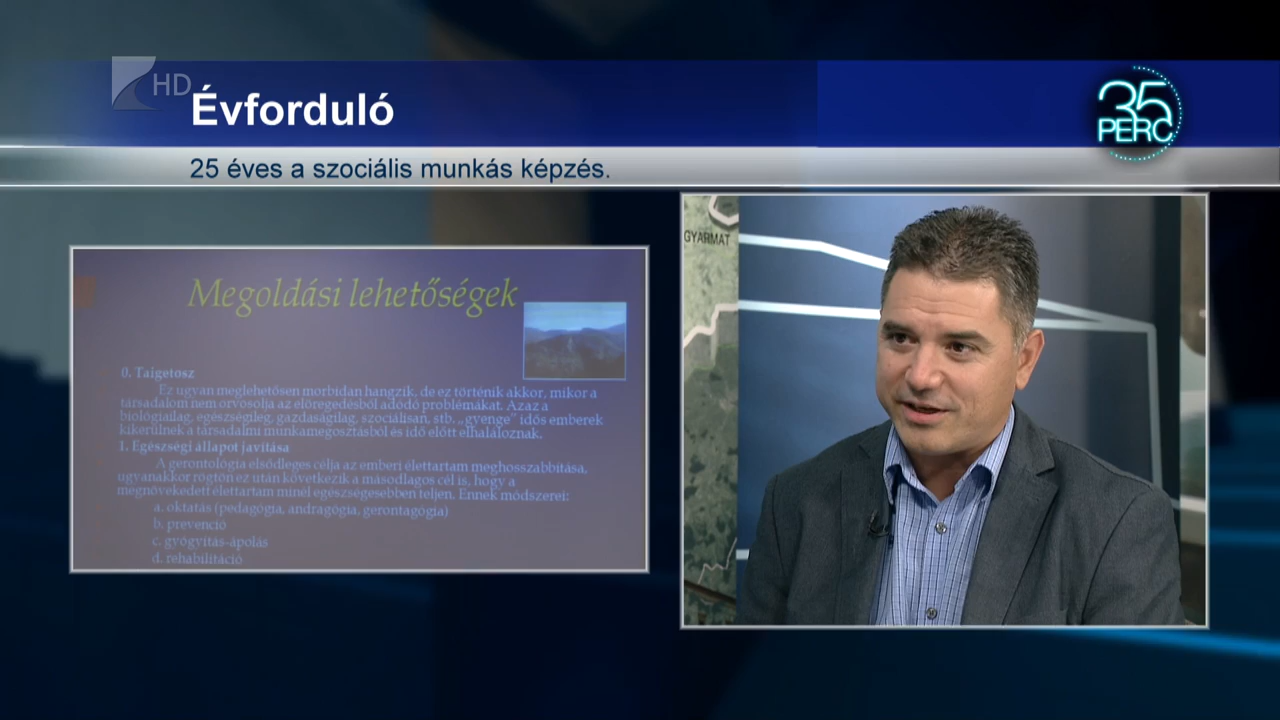 HD
Évforduló
35
PERC
25 éves a szociális munkás képzés.
GYARMAT
Megoldási lehetőségek
0. Taigetosz
Ez ugyan meglehetősen morbidan hangzik, de ez történik akkor, mikor a
társadalom nem orvosolja az elöregedésből adódó problémákat. Azaz a
biológiailag, egészségileg, gazdaságilag, szociálisan, stb. „gyenge" idős emberek
kikerülnek a társadalmi munkamegosztásból és idő előtt elhaláloznak.
1. Egészségi állapot javítása
A gerontológia elsődleges célja az emberi élettartam meghosszabbítása,
ugyanakkor rögtön ez után következik a másodlagos cél is, hogy a
megnövekedett élettartam minél egészségesebben teljen. Ennek módszerei:
a. oktatás (pedagógia, andragógia, gerontagógia)
b. prevenció
c. gyógyítás-ápolás
d. rehabilitáció